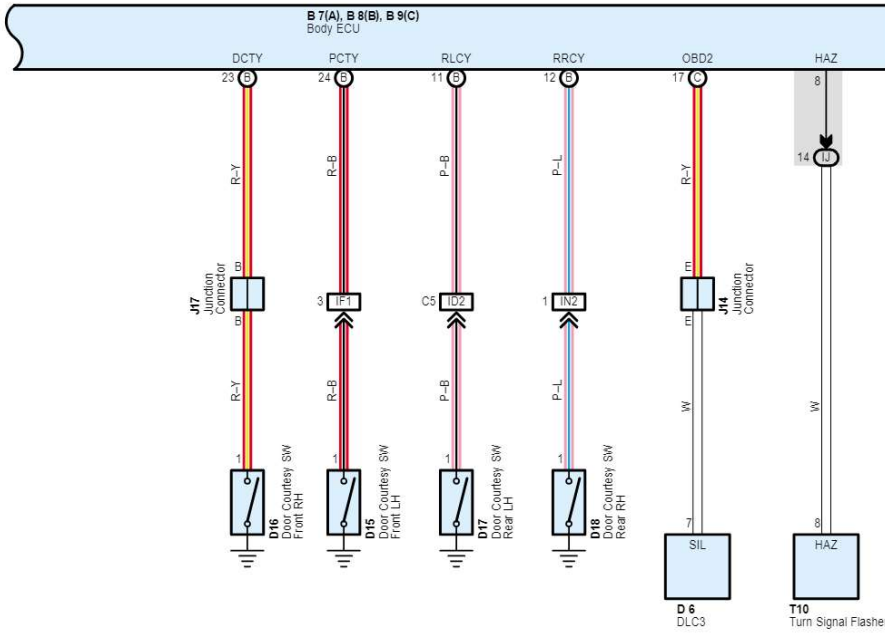 B 7(A), B 8(B), B 9(C)
Body ECU
DCTY
PCTY
RLCY
RRCY
OBD2
HAZ
23 B
24 B
11 B
12 B
17 C
8
14 IJ
R–Y
R–B
P–B
P–L
R–Y
B
E
J17
Junction
Connector
3 IF1
C5 ID2
1 IN2
J14
Junction
Connector
B
E
R–Y
R–B
P–B
P–L
W
W
1
1
1
1
D16
Door Courtesy SW
Front RH
D15
Door Courtesy SW
Front LH
D17
Door Courtesy SW
Rear LH
D18
Door Courtesy SW
Rear RH
7
8
SIL
HAZ
D 6
DLC3
T10
Turn Signal Flashe